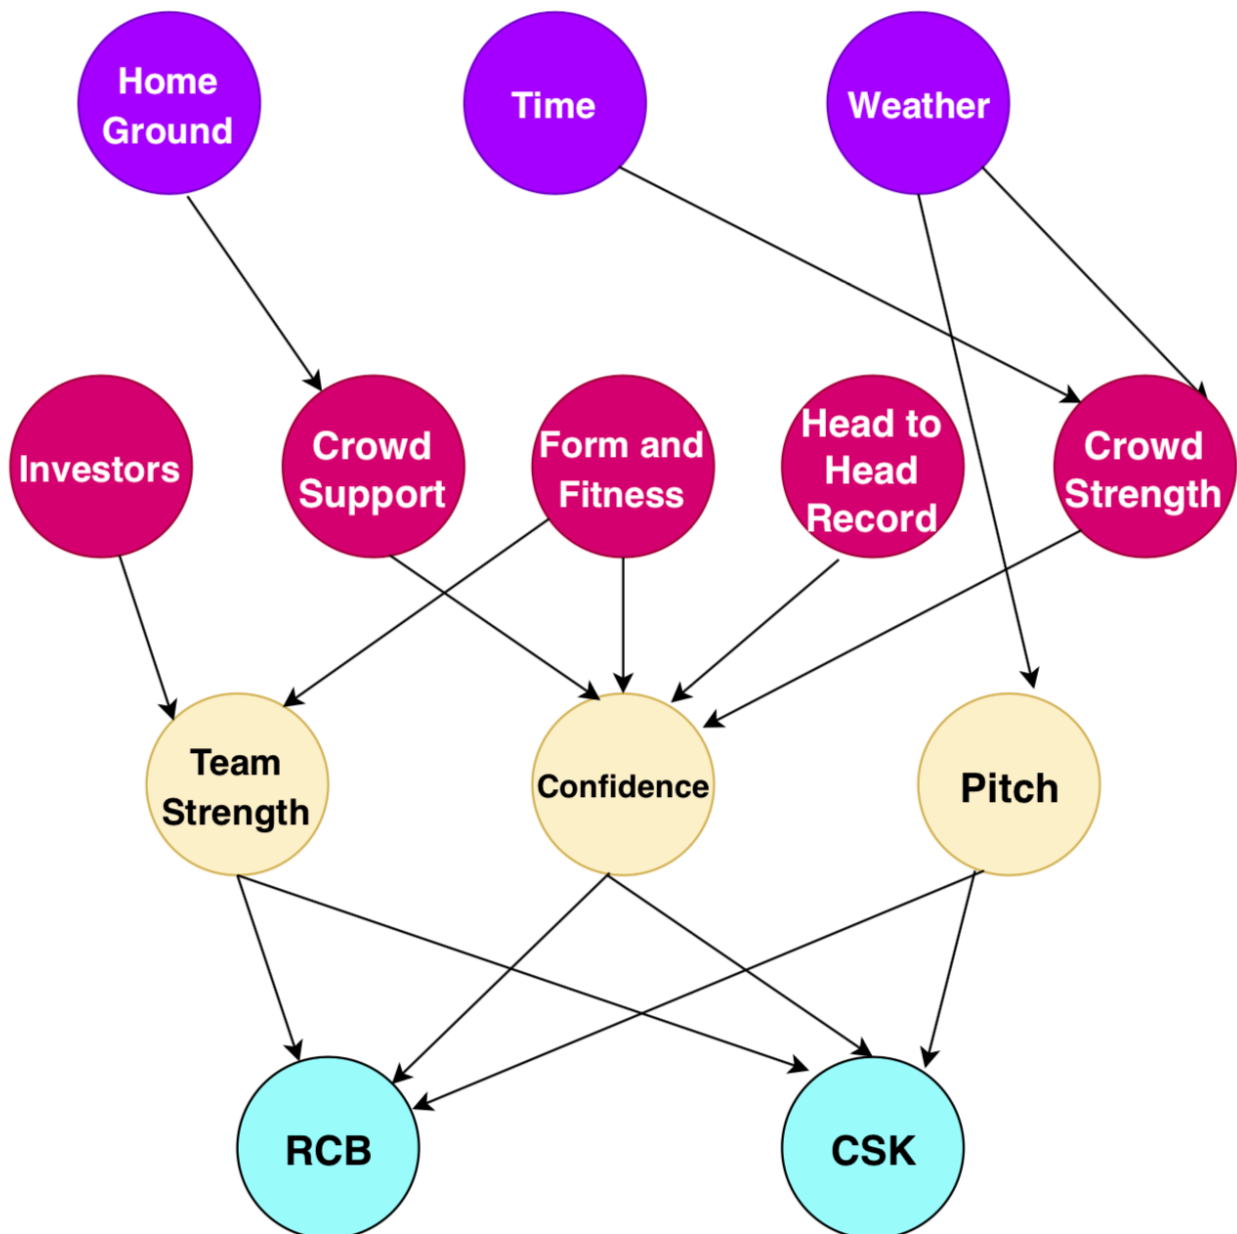 Home
Ground
Time
Weather
Investors
Crowd
Support
Form and
Fitness
Head to
Head
Record
Crowd
Strength
Team
Strength
Confidence
Pitch
RCB
CSK